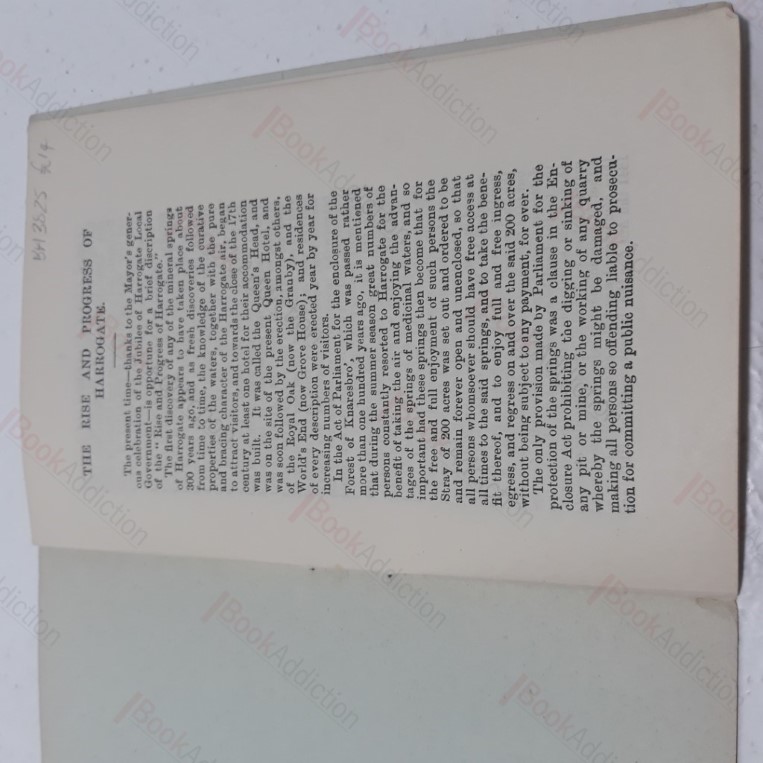 THE RISE AND PROGRESS OF
HARROGATE.
The present time—thanks to the Mayor's gener-
ous celebration of the Jubilee of Harrogate Local
Government—is opportune for a brief discription
of the "Rise and Progress of Harrogate."
The first discovery of any of the mineral springs
of Harrogate appears to have taken place about
300 years ago, and as fresh discoveries followed
from time to time, the knowledge of the curative
properties of the waters, together with the pure
and bracing character of the Harrogate air, began
to attract visitors, and towards the close of the 17th
century at least one hotel for their accommodation
was built. It was called the Queen's Head, and
was on the site of the present Queen Hotel, and
was soon followed by the erection, amongst others,
of the Royal Oak (now the Granby), and the
World's End (now Grove House); and residences
of every description were erected year by year for
increasing numbers of visitors.
In the Act of Parliament for the enclosure of the
Forest of Knaresbro', which was passed rather
more than one hundred years ago, it is mentioned
that during the summer season great numbers of
persons constantly resorted to Harrogate for the
benefit of taking the air and enjoying the advan-
tages of the springs of medicinal waters, and so
important had these springs then become that for
the free and full enjoyment of such persons the
Stray of 200 acres was set out and ordered to be
and remain forever open and unenclosed, so that
all persons whomsoever should have free access at
all times to the said springs, and to take the bene-
fit thereof, and to enjoy full and free ingress,
egress, and regress on and over the said 200 acres,
without being subject to any payment, for ever.
The only provision made by Parliament for the
protection of the springs was a clause in the En-
closure Act prohibiting the digging or sinking of
any pit or mine, or the working of any quarry
whereby the springs might be damaged, and
making all persons so offending liable to prosecu-
tion for committing a public nuisance.
BookAddiction